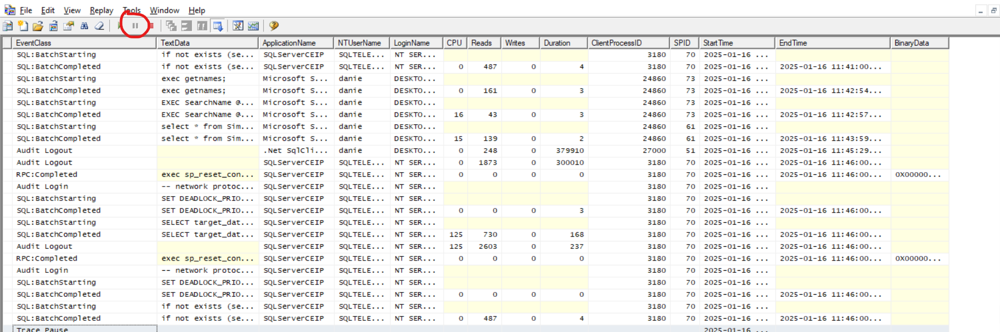 File Edit View Replay Tools Window Help
EventClass TextData ApplicationName NTUserName LoginName CPU Reads Writes Duration ClientProcessID SPID StartTime EndTime BinaryData
SQL:BatchStarting if not exists (se... SQLServerCEIP SQLTELE... NT SER... 3180 70 2025-01-16 ...
SQL:BatchCompleted if not exists (se... SQLServerCEIP SQLTELE... NT SER... 0 487 0 4 3180 70 2025-01-16 ... 2025-01-16 11:41:00...
SQL:BatchStarting exec getnames; Microsoft S... danie DESKTO... 24860 73 2025-01-16 ...
SQL:BatchCompleted exec getnames; Microsoft S... danie DESKTO... 0 161 0 3 24860 73 2025-01-16 ... 2025-01-16 11:42:54...
SQL:BatchStarting EXEC SearchName @... Microsoft S... danie DESKTO... 24860 73 2025-01-16 ...
SQL:BatchCompleted EXEC SearchName @... Microsoft S... danie DESKTO... 16 43 0 3 24860 73 2025-01-16 ... 2025-01-16 11:42:57...
SQL:BatchStarting select * from Sim... Microsoft S... danie DESKTO... 24860 61 2025-01-16 ...
SQL:BatchCompleted select * from Sim... Microsoft S... danie DESKTO... 15 139 0 2 24860 61 2025-01-16 ... 2025-01-16 11:43:59...
Audit Logout .Net SqlCli... danie DESKTO... 0 248 0 379910 27000 51 2025-01-16 ... 2025-01-16 11:45:29...
Audit Logout SQLServerCEIP SQLTELE... NT SER... 0 1873 0 300010 3180 70 2025-01-16 ... 2025-01-16 11:46:00...
RPC:Completed exec sp_reset_con... SQLServerCEIP SQLTELE... NT SER... 0 0 0 0 3180 70 2025-01-16 ... 2025-01-16 11:46:00... 0X00000...
Audit Login -- network protoc... SQLServerCEIP SQLTELE... NT SER... 3180 70 2025-01-16 ...
SQL:BatchStarting SET DEADLOCK_PRIO... SQLServerCEIP SQLTELE... NT SER... 3180 70 2025-01-16 ...
SQL:BatchCompleted SET DEADLOCK_PRIO... SQLServerCEIP SQLTELE... NT SER... 0 0 0 3 3180 70 2025-01-16 ... 2025-01-16 11:46:00...
SQL:BatchStarting SELECT target_dat... SQLServerCEIP SQLTELE... NT SER... 3180 70 2025-01-16 ...
SQL:BatchCompleted SELECT target_dat... SQLServerCEIP SQLTELE... NT SER... 125 730 0 168 3180 70 2025-01-16 ... 2025-01-16 11:46:00...
Audit Logout SQLServerCEIP SQLTELE... NT SER... 125 2603 0 237 3180 70 2025-01-16 ... 2025-01-16 11:46:00...
RPC:Completed exec sp_reset_con... SQLServerCEIP SQLTELE... NT SER... 0 0 0 0 3180 70 2025-01-16 ... 2025-01-16 11:46:00... 0X00000...
Audit Login -- network protoc... SQLServerCEIP SQLTELE... NT SER... 3180 70 2025-01-16 ...
SQL:BatchStarting SET DEADLOCK_PRIO... SQLServerCEIP SQLTELE... NT SER... 3180 70 2025-01-16 ...
SQL:BatchCompleted SET DEADLOCK_PRIO... SQLServerCEIP SQLTELE... NT SER... 0 0 0 0 3180 70 2025-01-16 ... 2025-01-16 11:46:00...
SQL:BatchStarting if not exists (se... SQLServerCEIP SQLTELE... NT SER... 3180 70 2025-01-16 ...
SQL:BatchCompleted if not exists (se... SQLServerCEIP SQLTELE... NT SER... 0 487 0 4 3180 70 2025-01-16 ... 2025-01-16 11:46:00...
Trace Pause 2025-01-16 ...